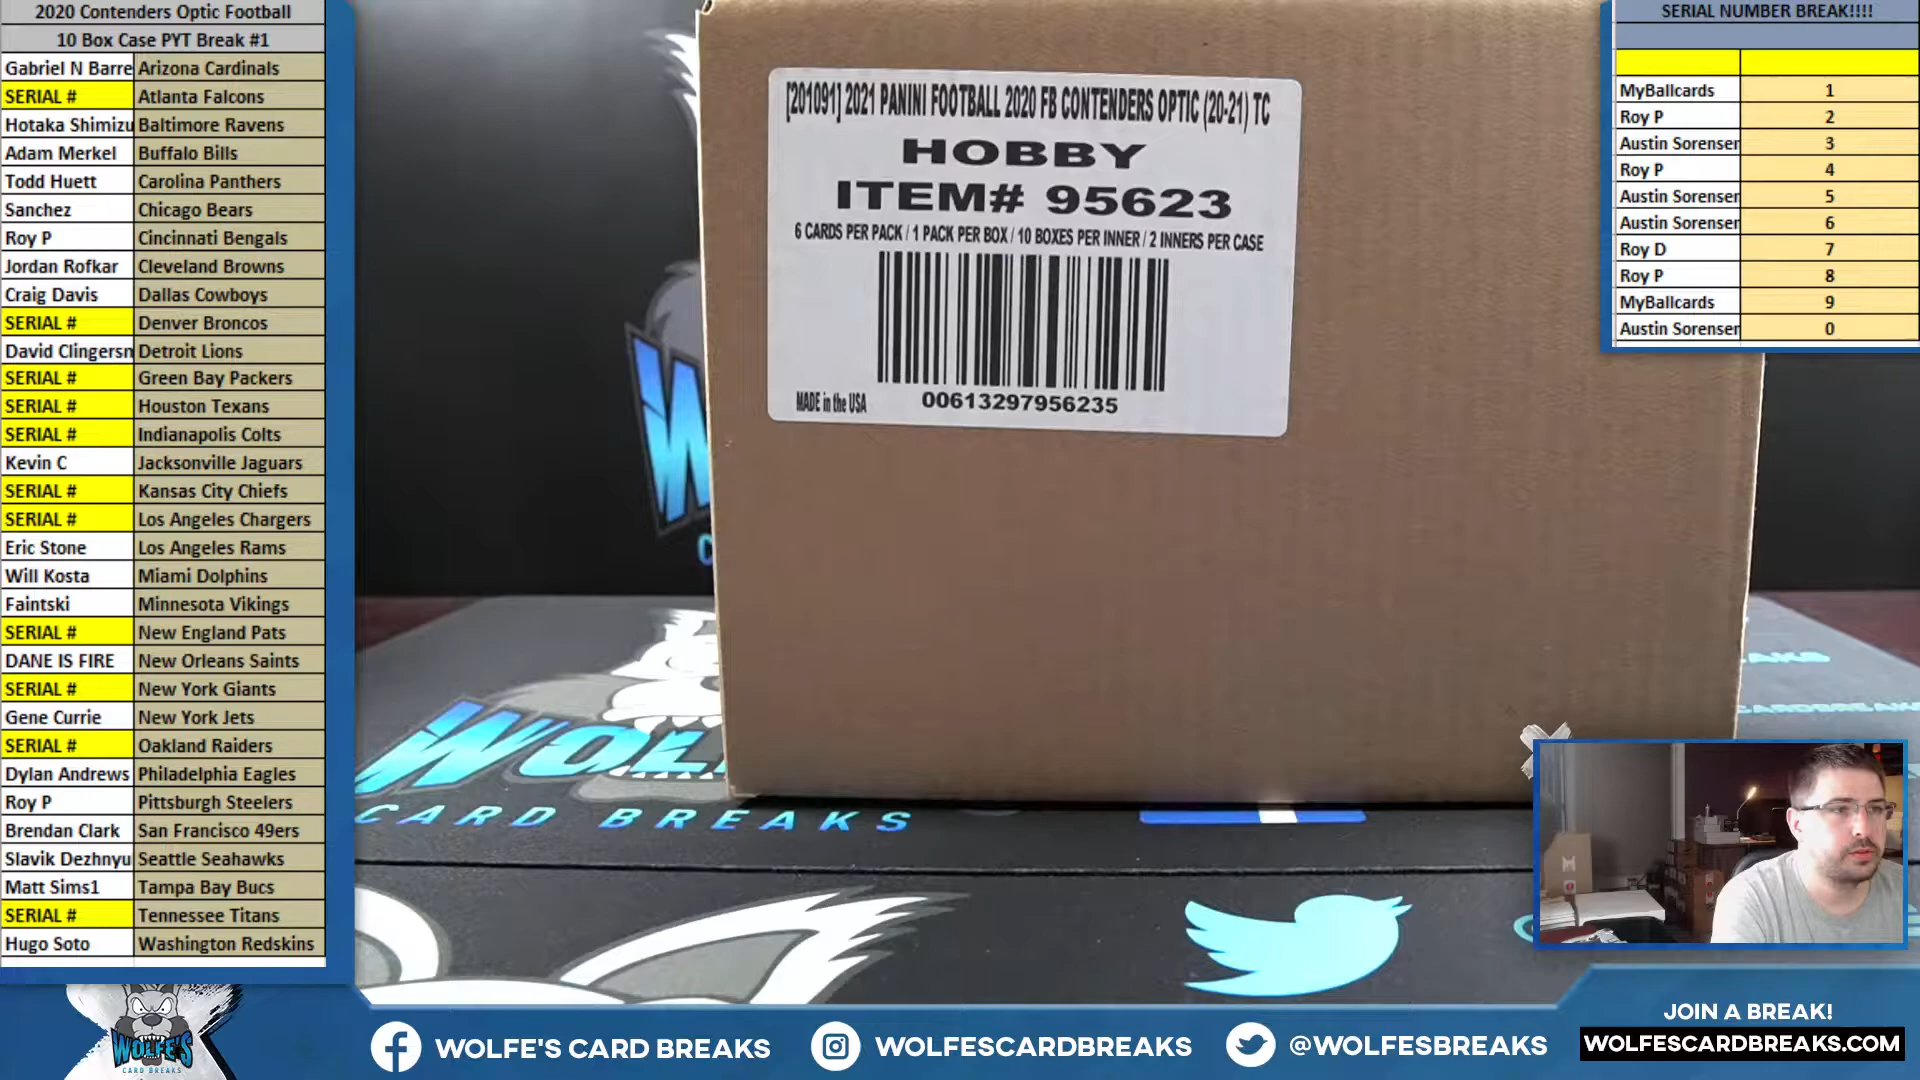 2020 Contenders Optic Football
10 Box Case PYT Break #1
Gabriel N Barre Arizona Cardinals
SERIAL # Atlanta Falcons
Hotaka Shimizu Baltimore Ravens
Adam Merkel Buffalo Bills
Todd Huett Carolina Panthers
Sanchez Chicago Bears
Roy P Cincinnati Bengals
Jordan Rofkar Cleveland Browns
Craig Davis Dallas Cowboys
SERIAL # Denver Broncos
David Clingersm Detroit Lions
SERIAL # Green Bay Packers
SERIAL # Houston Texans
SERIAL # Indianapolis Colts
Kevin C Jacksonville Jaguars
SERIAL # Kansas City Chiefs
SERIAL # Los Angeles Chargers
Eric Stone Los Angeles Rams
Will Kosta Miami Dolphins
Faintski Minnesota Vikings
SERIAL # New England Pats
DANE IS FIRE New Orleans Saints
SERIAL # New York Giants
Gene Currie New York Jets
SERIAL # Oakland Raiders
Dylan Andrews Philadelphia Eagles
Roy P Pittsburgh Steelers
Brendan Clark San Francisco 49ers
Slavik Dezhnyu Seattle Seahawks
Matt Sims1 Tampa Bay Bucs
SERIAL # Tennessee Titans
Hugo Soto Washington Redskins
[201091] 2021 PANINI FOOTBALL 2020 FB CONTENDERS OPTIC (20-21) TC
HOBBY
ITEM# 95623
6 CARDS PER PACK / 1 PACK PER BOX / 10 BOXES PER INNER / 2 INNERS PER CASE
MADE in the USA 00613297956235
SERIAL NUMBER BREAK!!!!
MyBallcards 1
Roy P 2
Austin Sorensen 3
Roy P 4
Austin Sorensen 5
Austin Sorensen 6
Roy D 7
Roy P 8
MyBallcards 9
Austin Sorensen 0
CARD BREAKS
WOLFE'S
CARD BREAKS
WOLFE'S CARD BREAKS
WOLFESCARDBREAKS
@WOLFESBREAKS
JOIN A BREAK!
WOLFESCARDBREAKS.COM